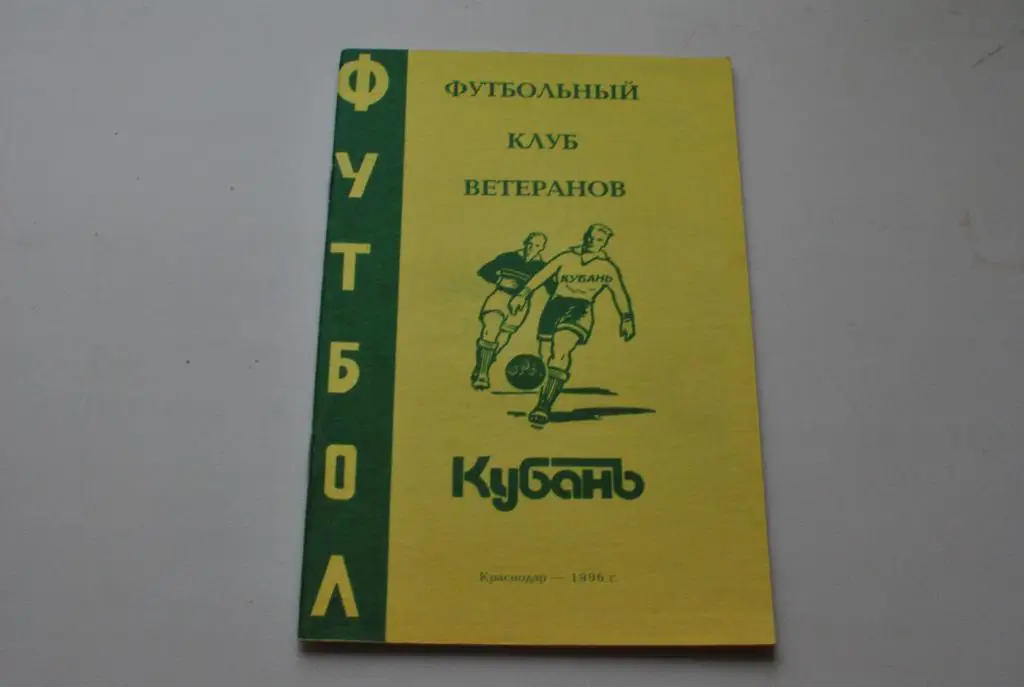 ФУТБОЛ
ФУТБОЛЬНЫЙ
КЛУБ
ВЕТЕРАНОВ
КУБАНЬ
Кубань
Краснодар — 1996 г.